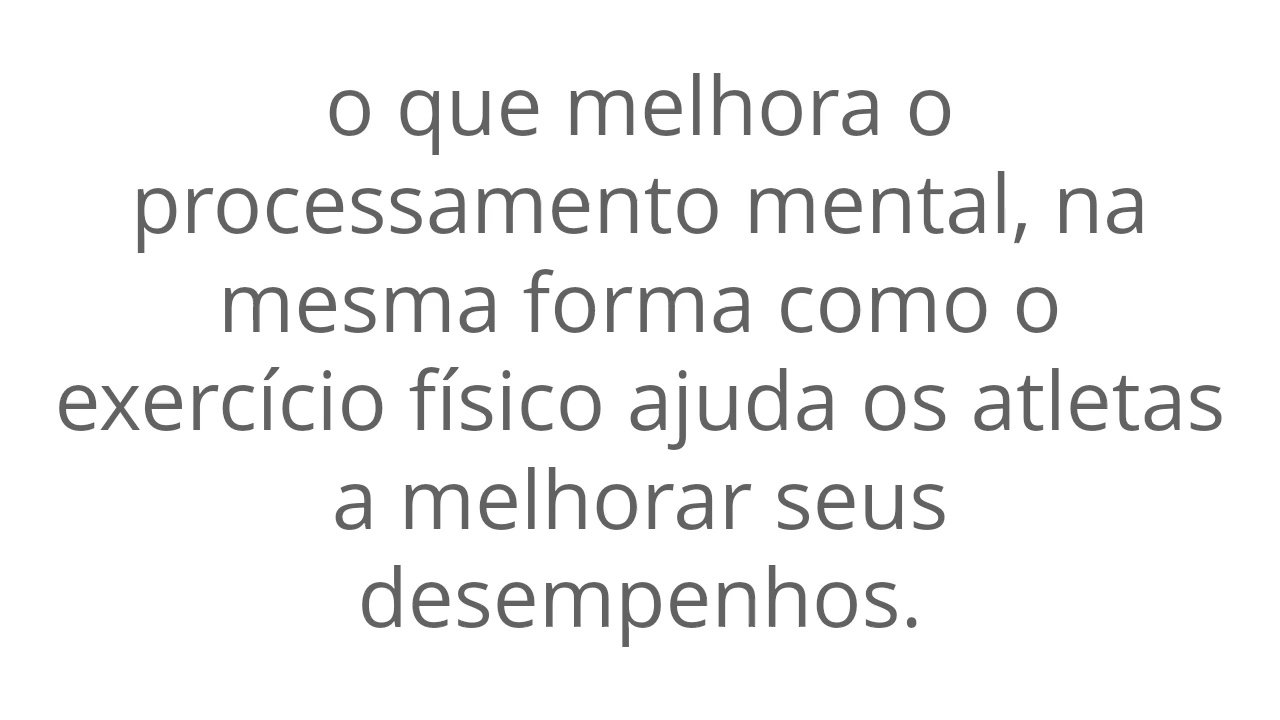 o que melhora o
processamento mental, na
mesma forma como o
exercício físico ajuda os atletas
a melhorar seus
desempenhos.